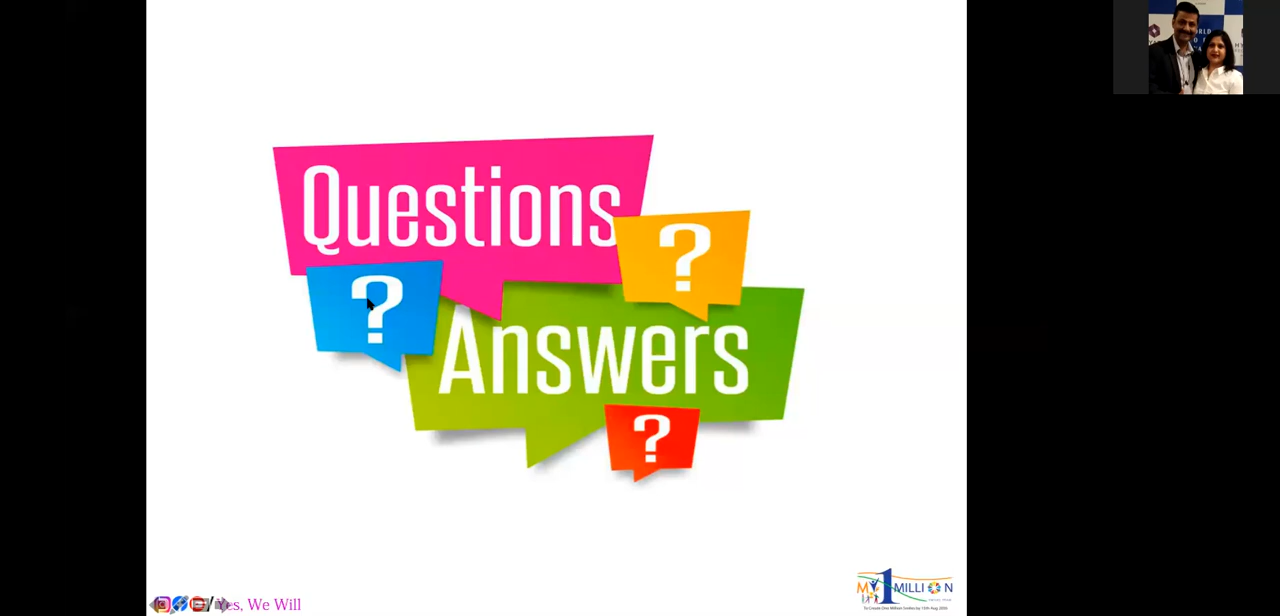 Questions
?
?
Answers
?
/Yes, We Will
MY 1 MILLION